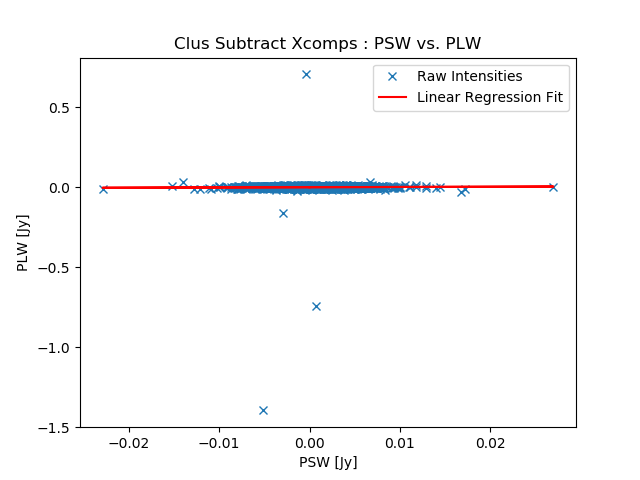 Clus Subtract Xcomps : PSW vs. PLW
Raw Intensities
Linear Regression Fit
0.5
0.0
−0.5
−1.0
−1.5
PLW [Jy]
−0.02
−0.01
0.00
0.01
0.02
PSW [Jy]